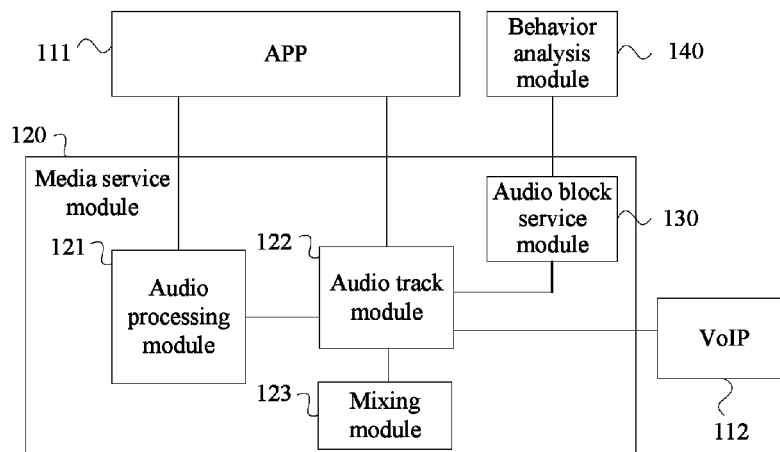 111
APP
Behavior
analysis
module
140
120
Media service
module
Audio block
service
module
130
121
Audio
processing
module
122
Audio track
module
VoIP
112
123
Mixing
module